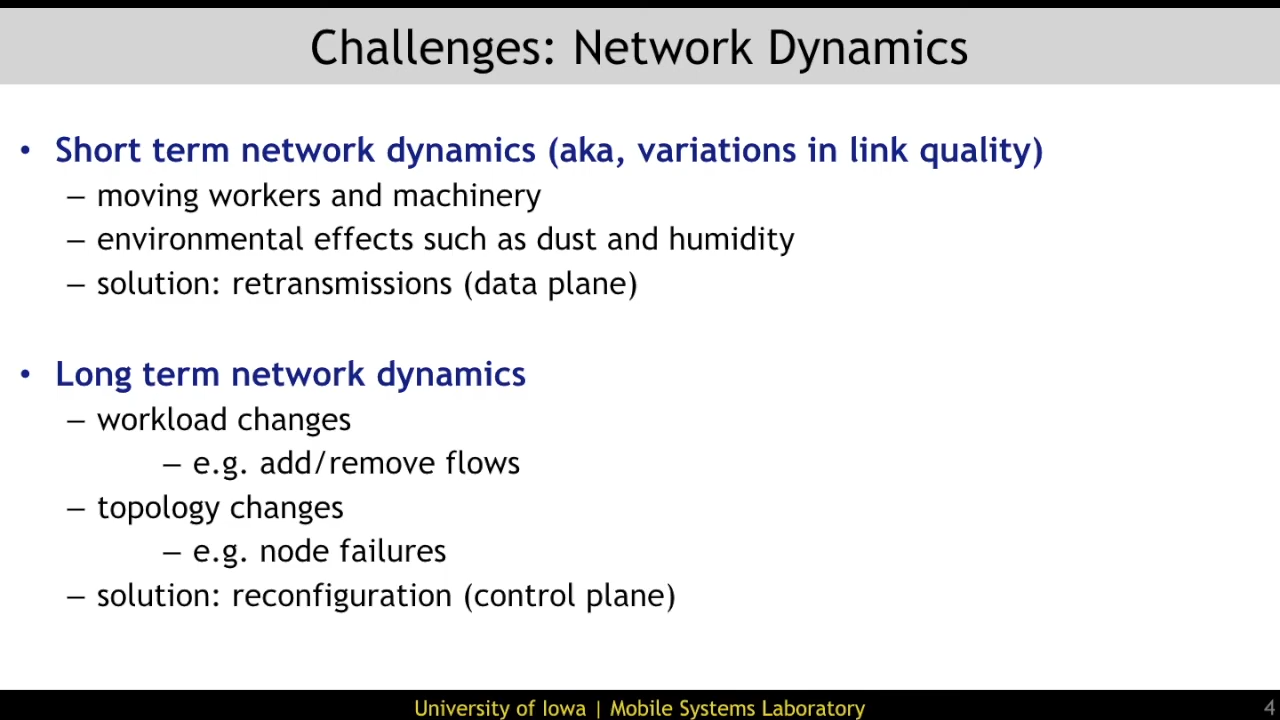 Challenges: Network Dynamics
• Short term network dynamics (aka, variations in link quality)
– moving workers and machinery
– environmental effects such as dust and humidity
– solution: retransmissions (data plane)
• Long term network dynamics
– workload changes
– e.g. add/remove flows
– topology changes
– e.g. node failures
– solution: reconfiguration (control plane)
University of Iowa | Mobile Systems Laboratory
4